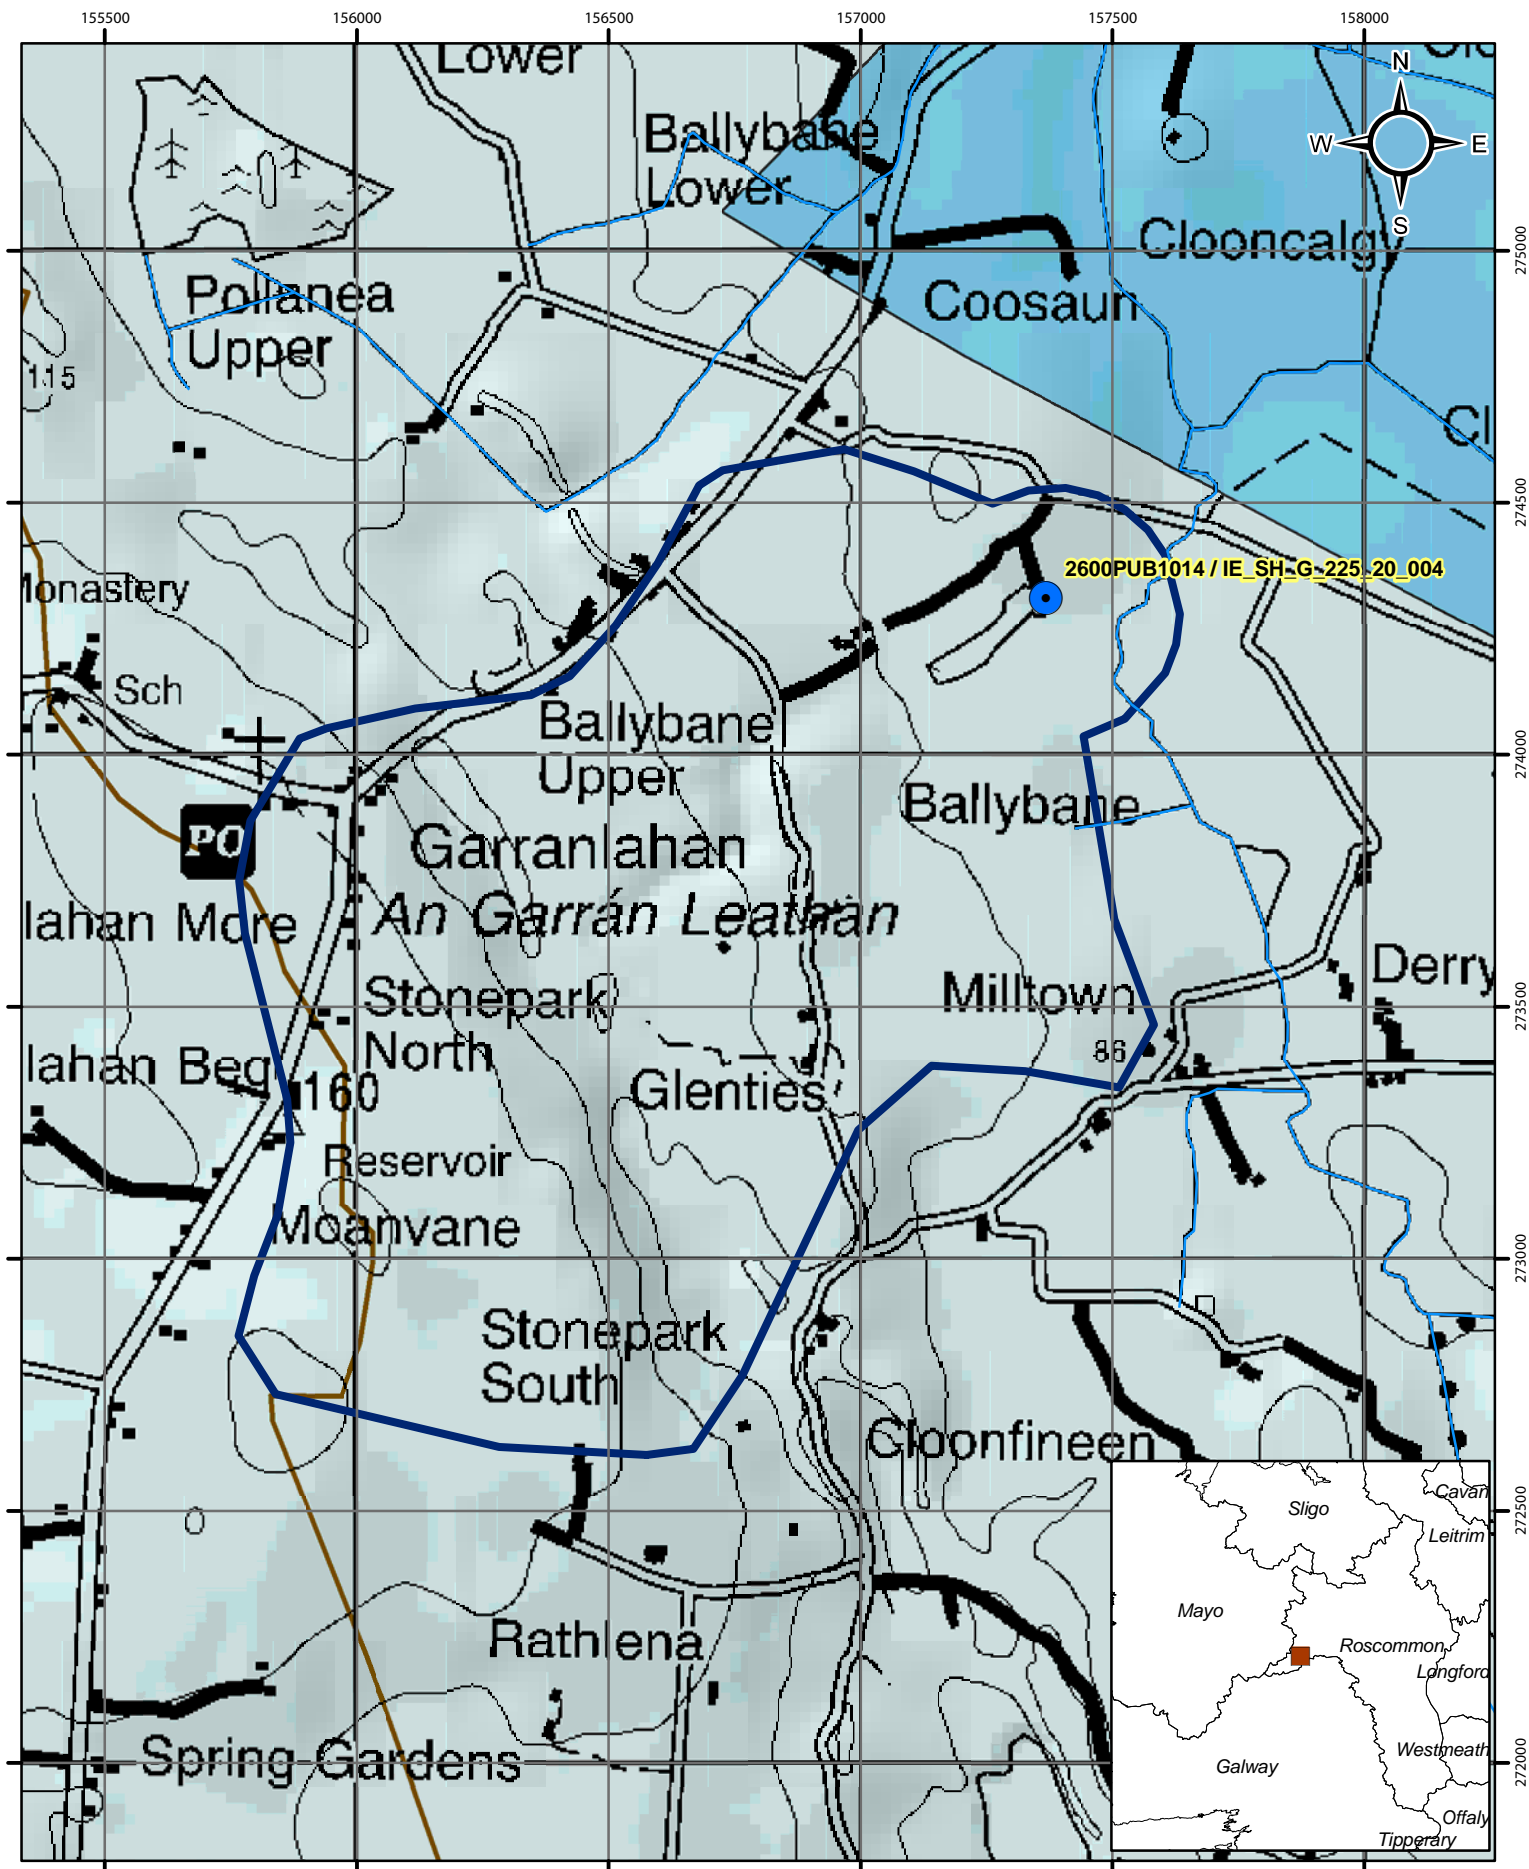 155500 156000 156500 157000 157500 158000
Lower
N
W E
S
Ballybane
Lower
Clooncalgy
275000
Pollanea
Upper
Coosaun
115
Cl
274500
2600PUB1014 / IE_SH_G_225_20_004
Monastery
Sch
Ballybane
Upper
274000
Ballybane
PO
Garranlahan
An Garrán Leathan
lahan More
Derry
Milltown
Stonepark
North
273500
86
lahan Beg
160
Glenties
Reservoir
Moanvane
273000
Stonepark
South
Cloonfineen
272500
Cavan
Sligo
Leitrim
Mayo
Roscommon
Rathlena
Longford
Spring Gardens
Westmeath
272000
Galway
Offaly
Tipperary